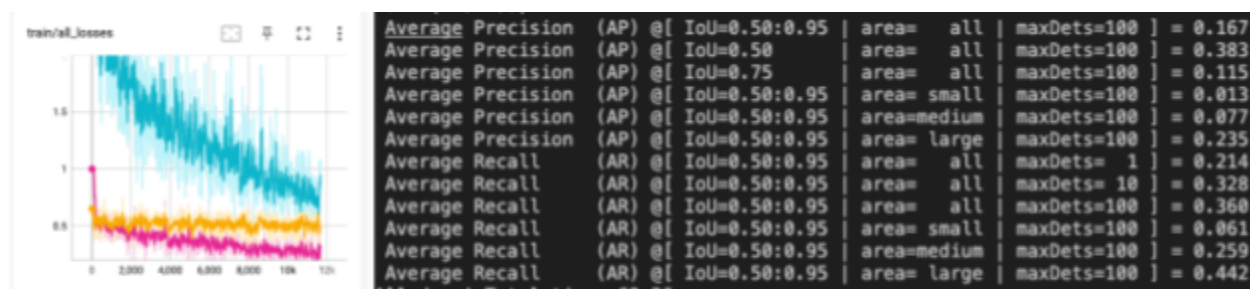 train/all_losses
1.5
1
0.5
0 2,000 4,000 6,000 8,000 10k 12k
Average Precision (AP) @[ IoU=0.50:0.95 | area= all | maxDets=100 ] = 0.167
Average Precision (AP) @[ IoU=0.50 | area= all | maxDets=100 ] = 0.383
Average Precision (AP) @[ IoU=0.75 | area= all | maxDets=100 ] = 0.115
Average Precision (AP) @[ IoU=0.50:0.95 | area= small | maxDets=100 ] = 0.013
Average Precision (AP) @[ IoU=0.50:0.95 | area=medium | maxDets=100 ] = 0.077
Average Precision (AP) @[ IoU=0.50:0.95 | area= large | maxDets=100 ] = 0.235
Average Recall (AR) @[ IoU=0.50:0.95 | area= all | maxDets= 1 ] = 0.214
Average Recall (AR) @[ IoU=0.50:0.95 | area= all | maxDets= 10 ] = 0.328
Average Recall (AR) @[ IoU=0.50:0.95 | area= all | maxDets=100 ] = 0.360
Average Recall (AR) @[ IoU=0.50:0.95 | area= small | maxDets=100 ] = 0.061
Average Recall (AR) @[ IoU=0.50:0.95 | area=medium | maxDets=100 ] = 0.259
Average Recall (AR) @[ IoU=0.50:0.95 | area= large | maxDets=100 ] = 0.442